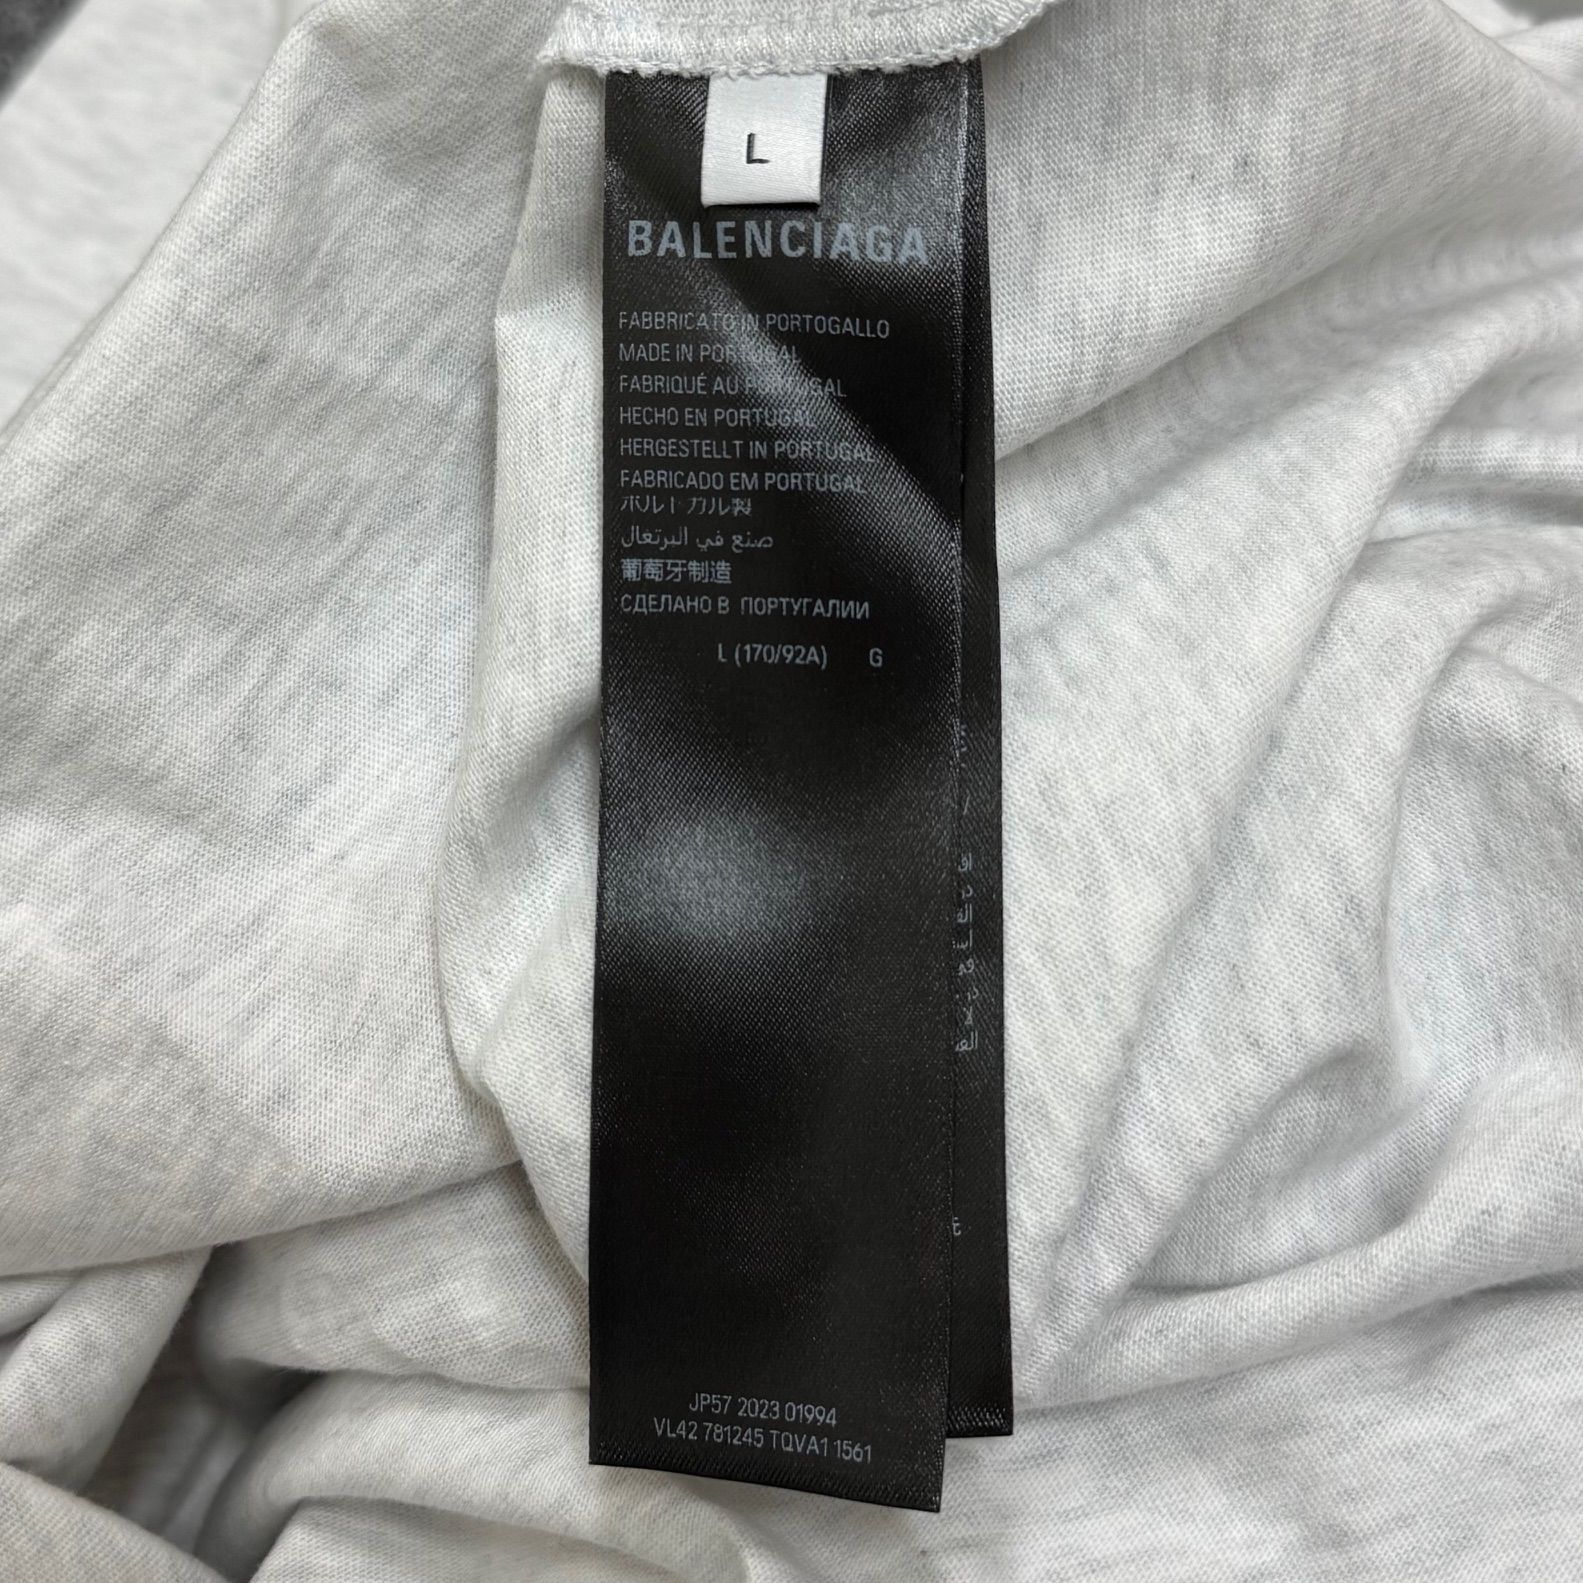 L
BALENCIAGA
FABBRICATO IN PORTOGALLO
MADE IN PORTUGAL
FABRIQUÉ AU PORTUGAL
HECHO EN PORTUGAL
HERGESTELLT IN PORTUGAL
FABRICADO EM PORTUGAL
ポルトガル製
صنع في البرتغال
葡萄牙制造
СДЕЛАНО В ПОРТУГАЛИИ
L (170/92A) G
JP57 2023 01994
VL42 781245 TQVA1 1561